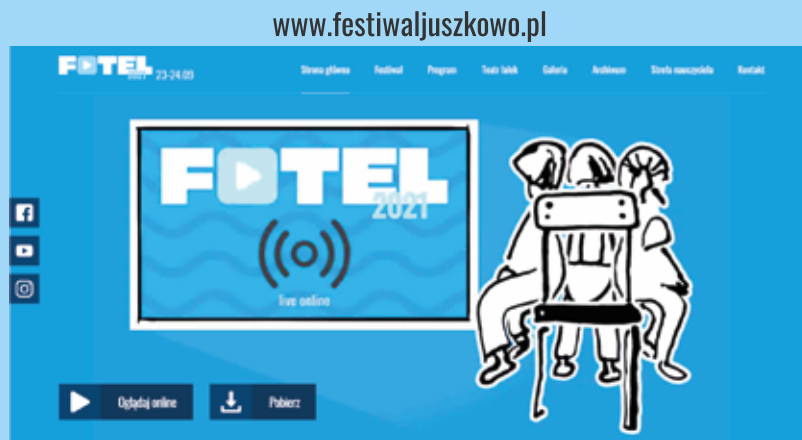 www.festiwaljuszkowo.pl
FOTEL
2021 23-24.09
Strona główna Festiwal Program Teatr lalek Galeria Archiwum Strefa nauczyciela Kontakt
FOTEL
2021
live online
Oglądaj online Pobierz